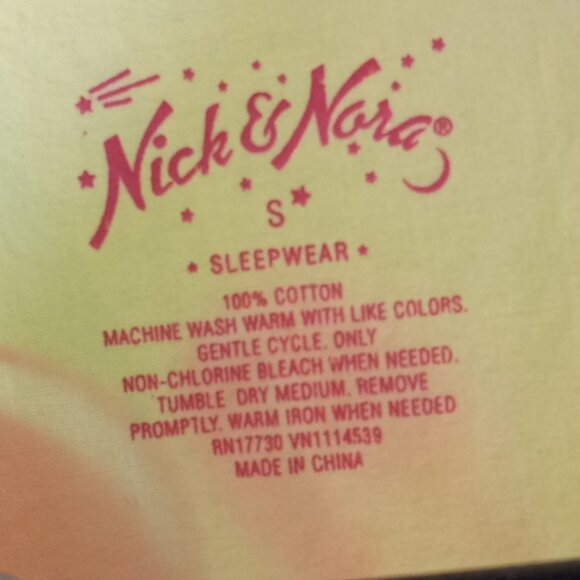 Nick & Nora®
S
SLEEPWEAR
100% COTTON
MACHINE WASH WARM WITH LIKE COLORS.
GENTLE CYCLE. ONLY
NON-CHLORINE BLEACH WHEN NEEDED.
TUMBLE DRY MEDIUM. REMOVE
PROMPTLY. WARM IRON WHEN NEEDED
RN17730 VN1114539
MADE IN CHINA